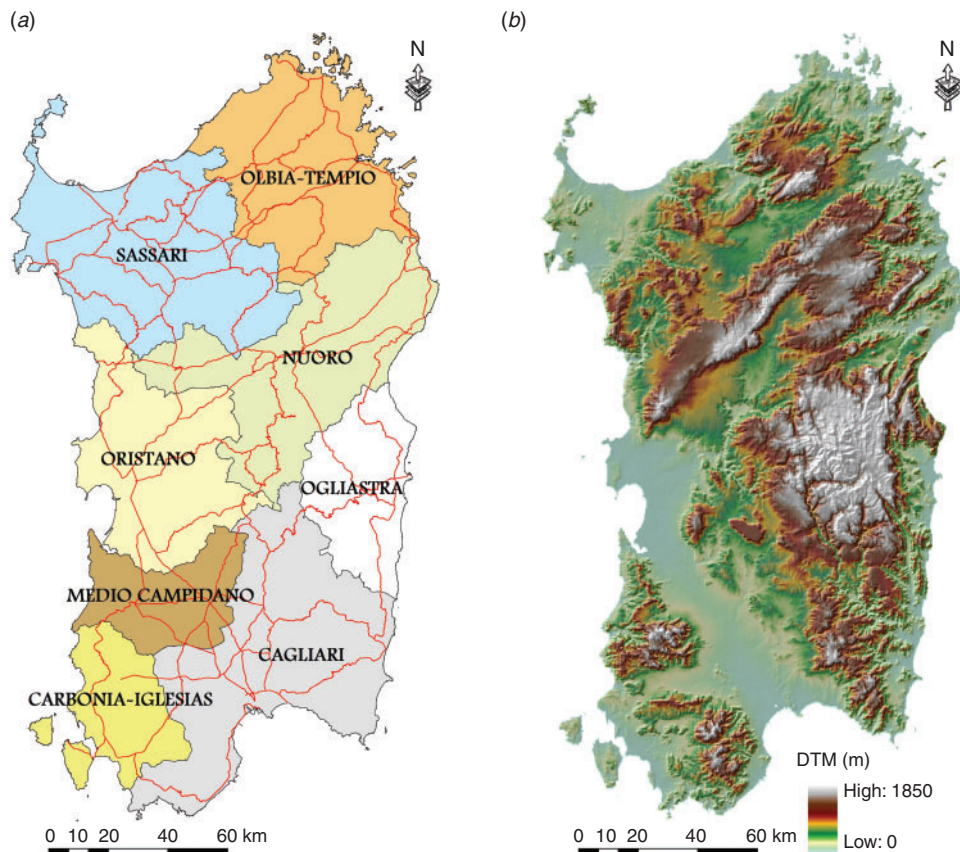 (a)
N
OLBIA-TEMPIO
SASSARI
NUORO
ORISTANO
OGLIASTRA
MEDIO CAMPIDANO
CAGLIARI
CARBONIA-IGLESIAS
0 10 20 40 60 km
(b)
N
DTM (m)
High: 1850
Low: 0
0 10 20 40 60 km